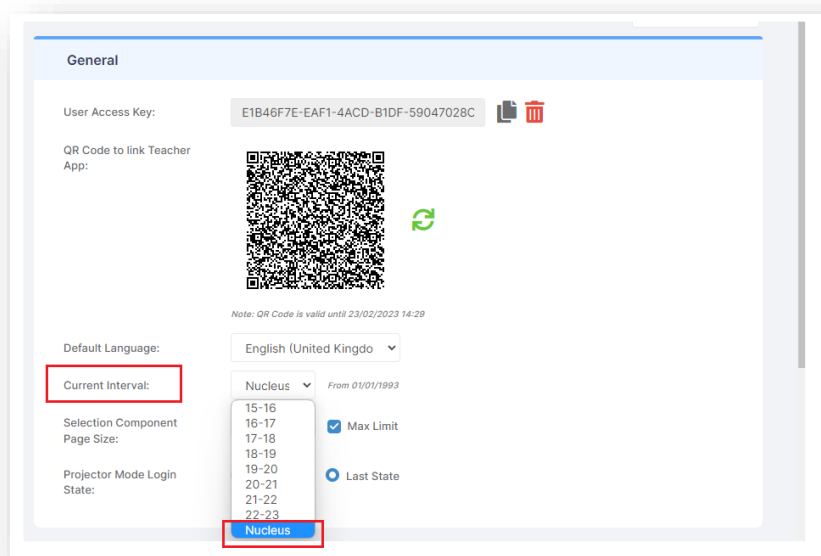 General
User Access Key:
E1B46F7E-EAF1-4ACD-B1DF-59047028C
QR Code to link Teacher
App:
Note: QR Code is valid until 23/02/2023 14:29
Default Language:
English (United Kingdo
Current Interval:
Nucleus
From 01/01/1993
15-16
16-17
17-18
18-19
19-20
20-21
21-22
22-23
Nucleus
Selection Component
Page Size:
Max Limit
Projector Mode Login
State:
Last State